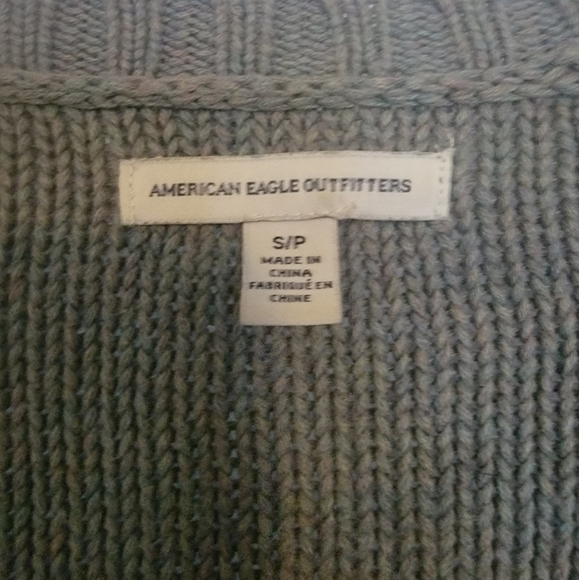 AMERICAN EAGLE OUTFITTERS
S/P
MADE IN
CHINA
FABRIQUÉ EN
CHINE